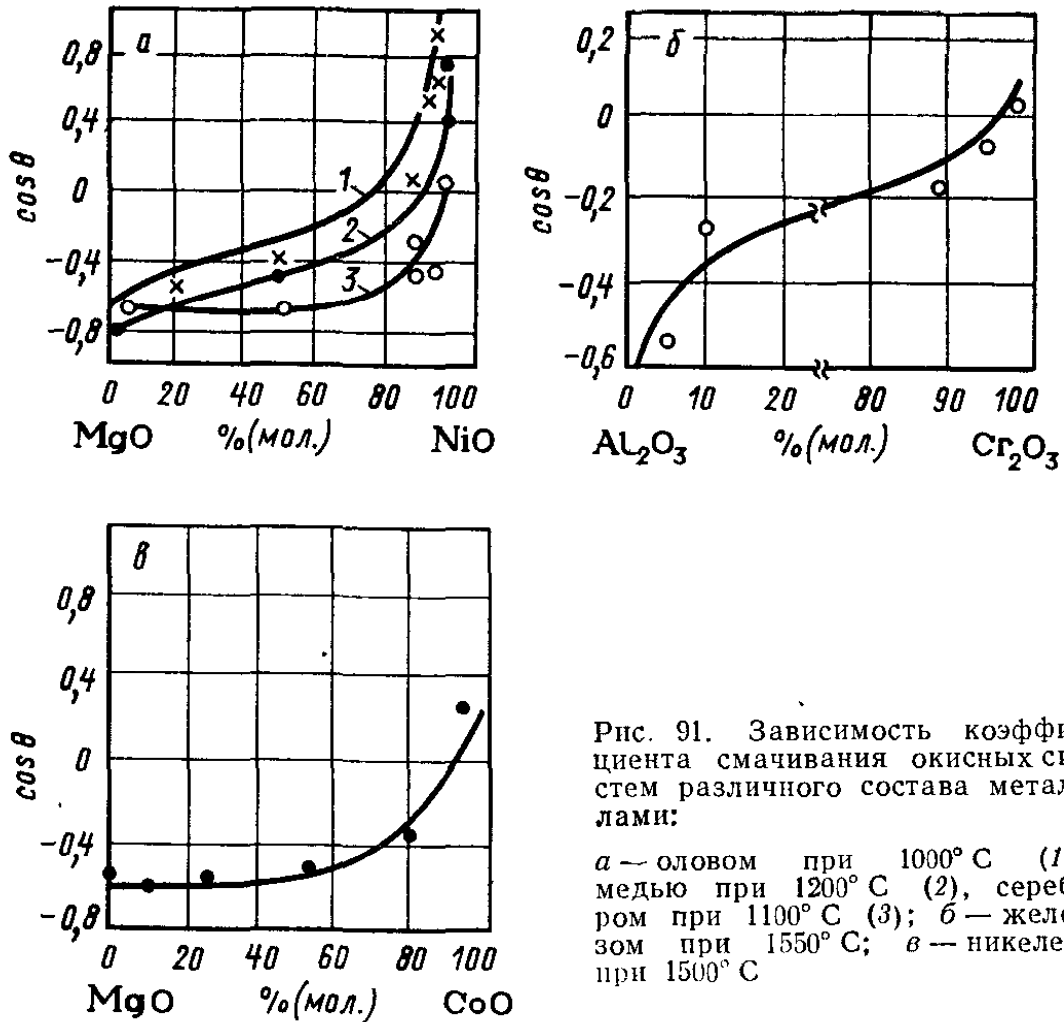 а
0,8
0,4
0
−0,4
−0,8
cos θ
1
2
3
0 20 40 60 80 100
MgO %(мол.) NiO
б
0,2
0
−0,2
−0,4
−0,6
cosθ
0 10 20 80 90 100
Al₂O₃ %(мол.) Cr₂O₃
в
0,8
0,4
0
−0,4
−0,8
cos θ
0 20 40 60 80 100
MgO %(мол.) CoO
Рис. 91. Зависимость коэффи
циента смачивания окисных си
стем различного состава метал
лами:
а — оловом при 1000° С (1
медью при 1200° С (2), сереб
ром при 1100° С (3); б — желе
зом при 1550° С; в — никеле
при 1500° С